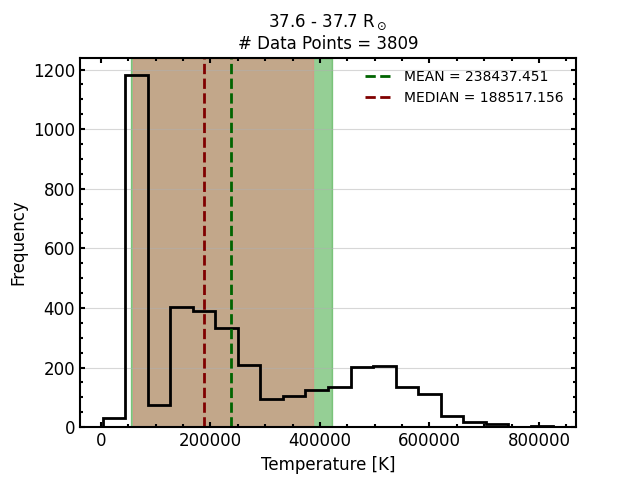 37.6 - 37.7 R⊙
# Data Points = 3809
MEAN = 238437.451
MEDIAN = 188517.156
Frequency
1200
1000
800
600
400
200
0
0 200000 400000 600000 800000
Temperature [K]